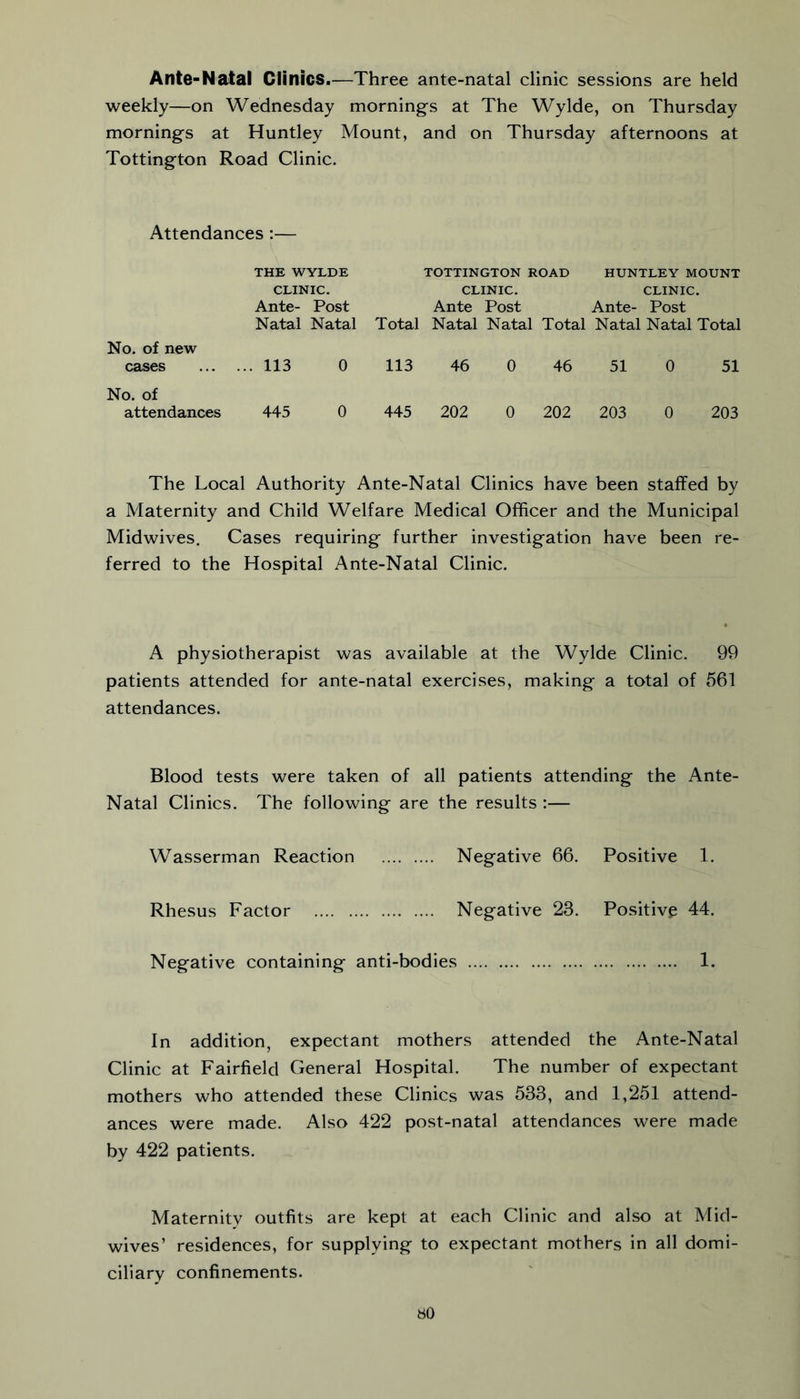 Ante-Natal Clinics.—Three ante-natal clinic sessions are held
weekly—on Wednesday mornings at The Wylde, on Thursday
mornings at Huntley Mount, and on Thursday afternoons at
Tottington Road Clinic.
Attendances :—
THE WYLDE TOTTINGTON ROAD HUNTLEY MOUNT
CLINIC. CLINIC. CLINIC.
Ante- Post Ante Post Ante- Post
Natal Natal Total Natal Natal Total Natal Natal Total
No. of new
cases ... ... 113 0 113 46 0 46 51 0 51
No. of
attendances 445 0 445 202 0 202 203 0 203
The Local Authority Ante-Natal Clinics have been staffed by
a Maternity and Child Welfare Medical Officer and the Municipal
Midwives. Cases requiring further investigation have been re-
ferred to the Hospital Ante-Natal Clinic.
A physiotherapist was available at the Wylde Clinic. 99
patients attended for ante-natal exercises, making a total of 561
attendances.
Blood tests were taken of all patients attending the Ante-
Natal Clinics. The following are the results :—
Wasserman Reaction .... .... Negative 66. Positive 1.
Rhesus Factor .... .... .... .... Negative 23. Positive 44.
Negative containing anti-bodies .... .... .... .... .... .... .... 1.
In addition, expectant mothers attended the Ante-Natal
Clinic at Fairfield General Hospital. The number of expectant
mothers who attended these Clinics was 533, and 1,251 attend-
ances were made. Also 422 post-natal attendances were made
by 422 patients.
Maternity outfits are kept at each Clinic and also at Mid-
wives' residences, for supplying to expectant mothers in all domi-
ciliary confinements.
80